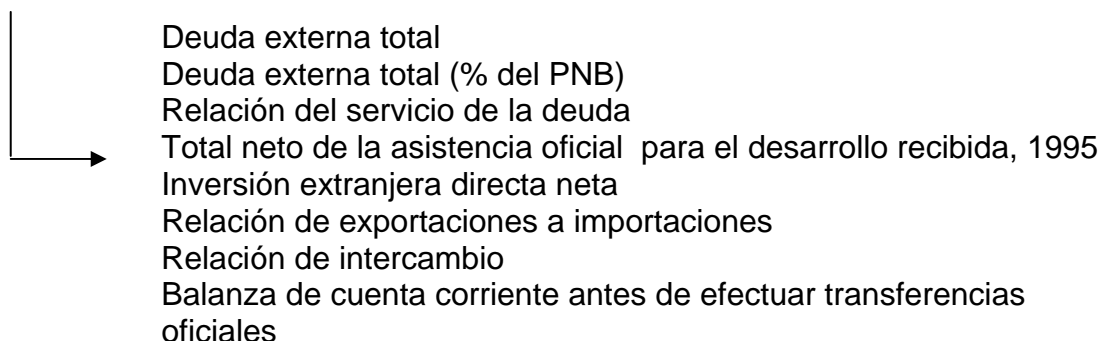 Deuda externa total
Deuda externa total (% del PNB)
Relación del servicio de la deuda
Total neto de la asistencia oficial  para el desarrollo recibida, 1995
Inversión extranjera directa neta
Relación de exportaciones a importaciones
Relación de intercambio
Balanza de cuenta corriente antes de efectuar transferencias
oficiales